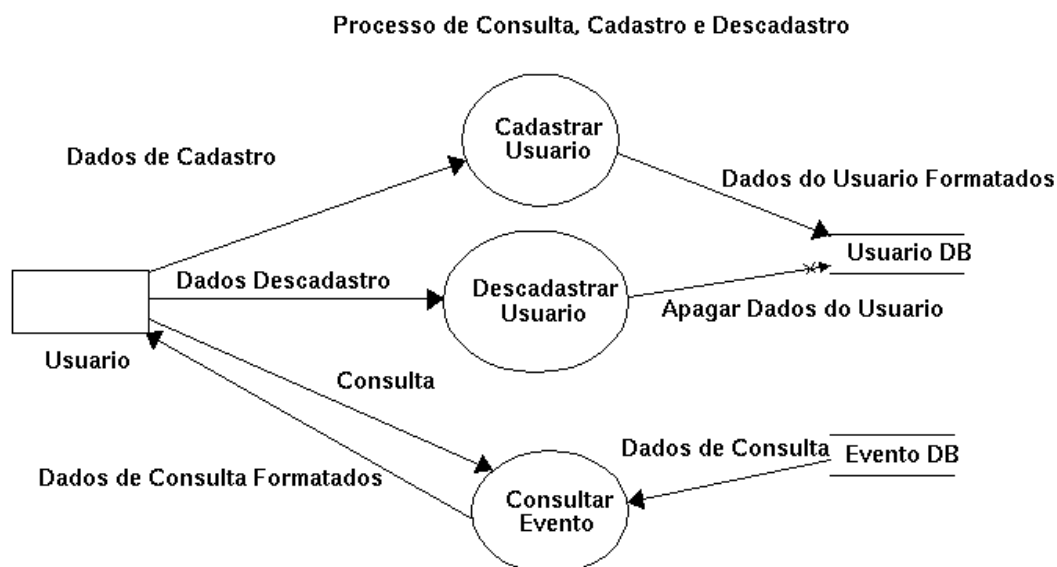 Processo de Consulta, Cadastro e Descadastro
Cadastrar
Usuario
Dados de Cadastro
Dados do Usuario Formatados
Usuario DB
Dados Descadastro
Descadastrar
Usuario
Apagar Dados do Usuario
Usuario
Consulta
Dados de Consulta
Evento DB
Dados de Consulta Formatados
Consultar
Evento